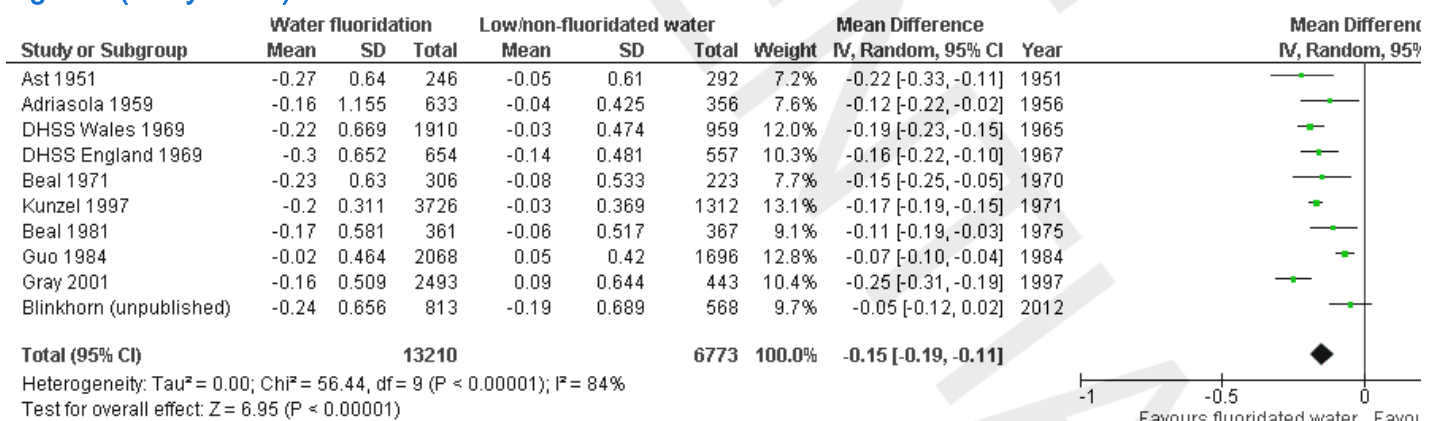 Water fluoridation Low/non-fluoridated water Mean Difference Mean Differenc
Study or Subgroup Mean SD Total Mean SD Total Weight IV, Random, 95% CI Year IV, Random, 95%
Ast 1951 -0.27 0.64 246 -0.05 0.61 292 7.2% -0.22 [-0.33, -0.11] 1951
Adriasola 1959 -0.16 1.155 633 -0.04 0.425 356 7.6% -0.12 [-0.22, -0.02] 1956
DHSS Wales 1969 -0.22 0.669 1910 -0.03 0.474 959 12.0% -0.19 [-0.23, -0.15] 1965
DHSS England 1969 -0.3 0.652 654 -0.14 0.481 557 10.3% -0.16 [-0.22, -0.10] 1967
Beal 1971 -0.23 0.63 306 -0.08 0.533 223 7.7% -0.15 [-0.25, -0.05] 1970
Kunzel 1997 -0.2 0.311 3726 -0.03 0.369 1312 13.1% -0.17 [-0.19, -0.15] 1971
Beal 1981 -0.17 0.581 361 -0.06 0.517 367 9.1% -0.11 [-0.19, -0.03] 1975
Guo 1984 -0.02 0.464 2068 0.05 0.42 1696 12.8% -0.07 [-0.10, -0.04] 1984
Gray 2001 -0.16 0.509 2493 0.09 0.644 443 10.4% -0.25 [-0.31, -0.19] 1997
Blinkhorn (unpublished) -0.24 0.656 813 -0.19 0.689 568 9.7% -0.05 [-0.12, 0.02] 2012
Total (95% CI) 13210 6773 100.0% -0.15 [-0.19, -0.11]
Heterogeneity: Tau² = 0.00; Chi² = 56.44, df = 9 (P < 0.00001); I² = 84%
Test for overall effect: Z = 6.95 (P < 0.00001)
-1 -0.5 0
Favours fluoridated water Favou